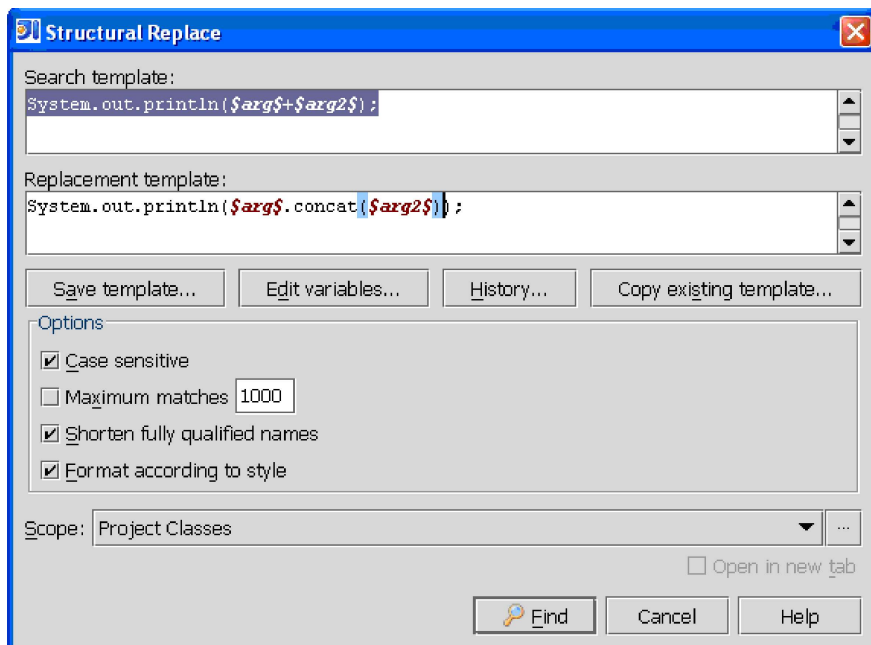 Structural Replace
Search template:
System.out.println($arg$+$arg2$);
Replacement template:
System.out.println($arg$.concat($arg2$));
Save template... Edit variables... History... Copy existing template...
Options
Case sensitive
Maximum matches 1000
Shorten fully qualified names
Format according to style
Scope: Project Classes ...
Open in new tab
Find Cancel Help